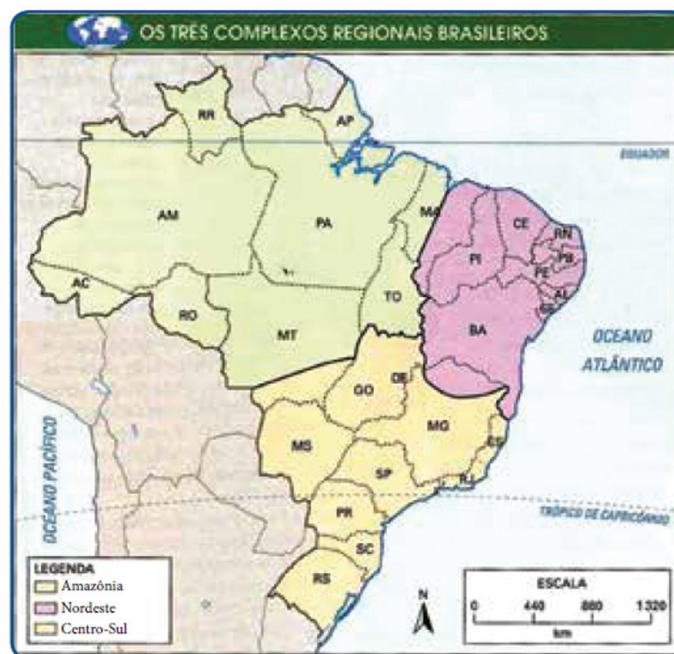 OS TRÊS COMPLEXOS REGIONAIS BRASILEIROS
RR
AP
EQUADOR
AM
PA
MA
CE
RN
PI
PB
PE
AC
AL
TO
SE
RO
BA
MT
OCEANO
ATLÂNTICO
GO
DF
MG
MS
ES
SP
RJ
OCEANO PACÍFICO
PR
TRÓPICO DE CAPRICÓRNIO
SC
RS
LEGENDA
Amazônia
Nordeste
Centro-Sul
N
ESCALA
0 440 880 1320
km